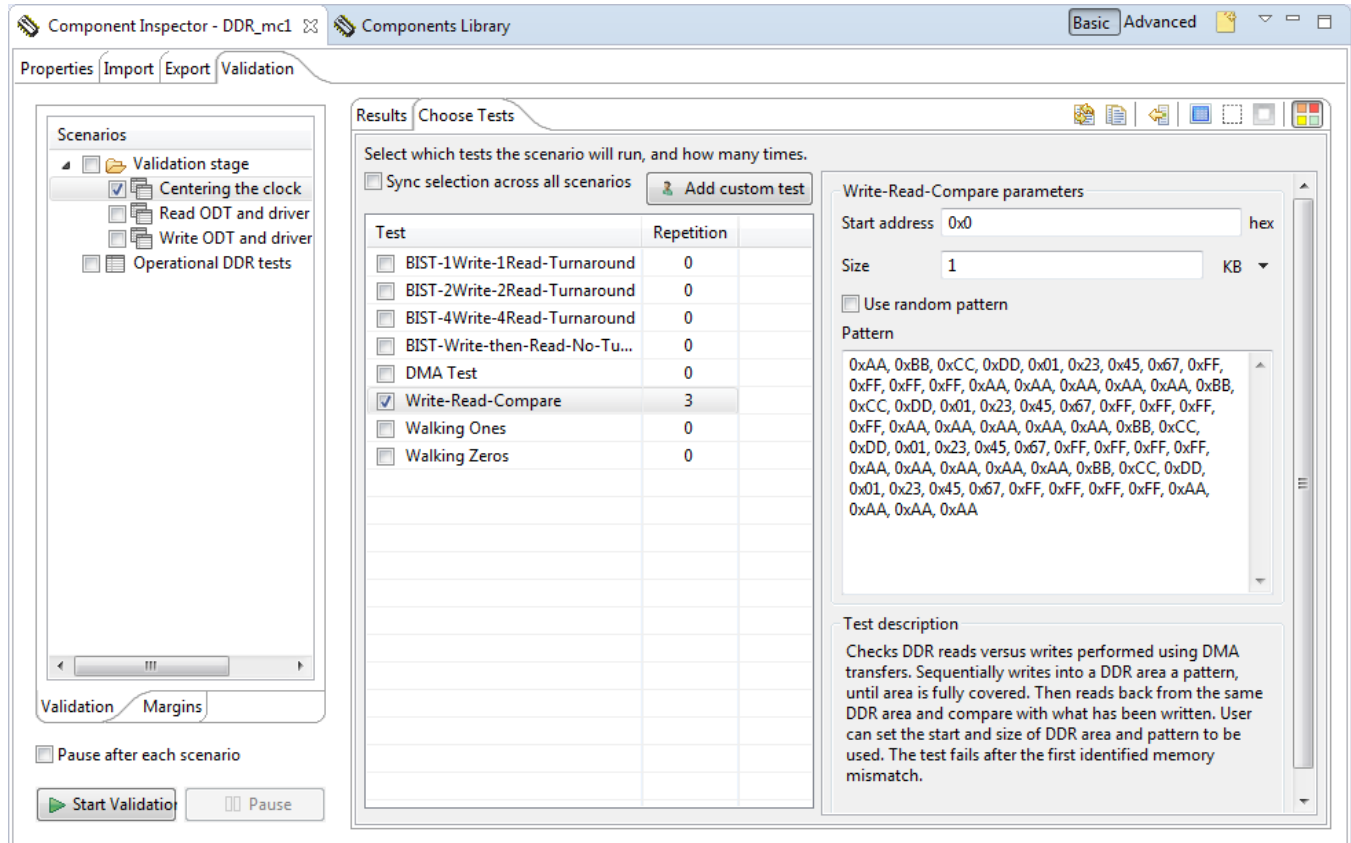 Component Inspector - DDR_mc1
Components Library
Basic
Advanced
Properties
Import
Export
Validation
Scenarios
Validation stage
Centering the clock
Read ODT and driver
Write ODT and driver
Operational DDR tests
Validation
Margins
Pause after each scenario
Start Validation
Pause
Results
Choose Tests
Select which tests the scenario will run, and how many times.
Sync selection across all scenarios
Add custom test
Test Repetition
BIST-1Write-1Read-Turnaround 0
BIST-2Write-2Read-Turnaround 0
BIST-4Write-4Read-Turnaround 0
BIST-Write-then-Read-No-Tu... 0
DMA Test 0
Write-Read-Compare 3
Walking Ones 0
Walking Zeros 0
Write-Read-Compare parameters
Start address 0x0 hex
Size 1 KB
Use random pattern
Pattern
0xAA, 0xBB, 0xCC, 0xDD, 0x01, 0x23, 0x45, 0x67, 0xFF,
0xFF, 0xFF, 0xFF, 0xAA, 0xAA, 0xAA, 0xAA, 0xAA, 0xBB,
0xCC, 0xDD, 0x01, 0x23, 0x45, 0x67, 0xFF, 0xFF, 0xFF,
0xFF, 0xAA, 0xAA, 0xAA, 0xAA, 0xAA, 0xBB, 0xCC,
0xDD, 0x01, 0x23, 0x45, 0x67, 0xFF, 0xFF, 0xFF, 0xFF,
0xAA, 0xAA, 0xAA, 0xAA, 0xAA, 0xBB, 0xCC, 0xDD,
0x01, 0x23, 0x45, 0x67, 0xFF, 0xFF, 0xFF, 0xFF, 0xAA,
0xAA, 0xAA, 0xAA
Test description
Checks DDR reads versus writes performed using DMA
transfers. Sequentially writes into a DDR area a pattern,
until area is fully covered. Then reads back from the same
DDR area and compare with what has been written. User
can set the start and size of DDR area and pattern to be
used. The test fails after the first identified memory
mismatch.